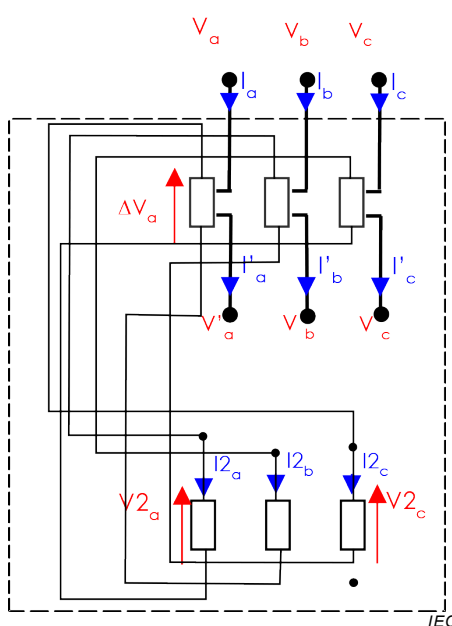 Va Vb Vc
Ia Ib Ic
ΔVa
I'a I'b I'c
V'a Vb Vc
I2a I2b I2c
V2a V2c
IEC